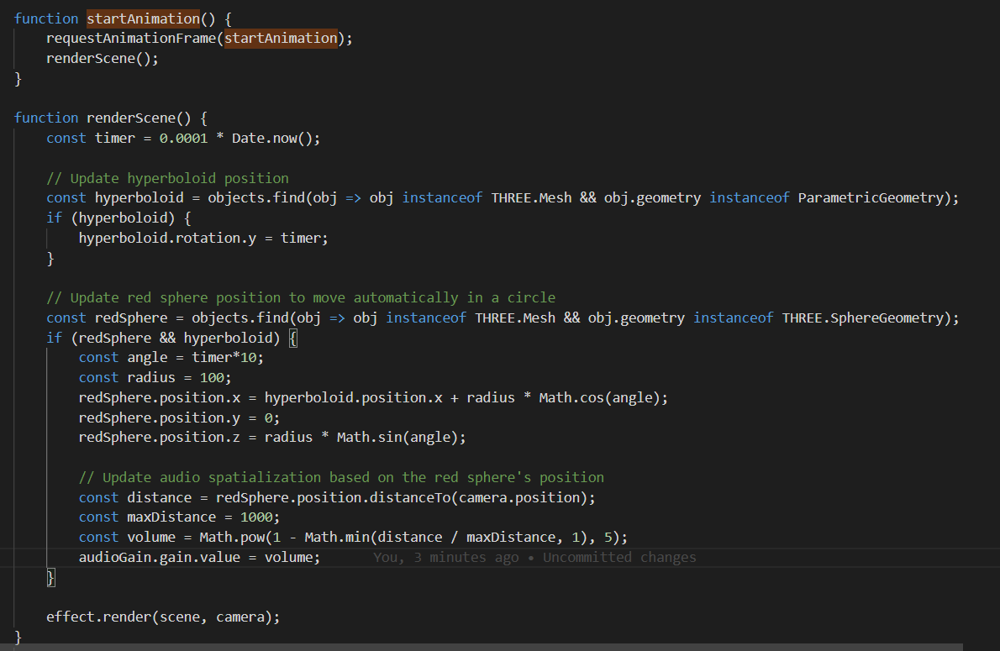 function startAnimation() {
    requestAnimationFrame(startAnimation);
    renderScene();
}

function renderScene() {
    const timer = 0.0001 * Date.now();

    // Update hyperboloid position
    const hyperboloid = objects.find(obj => obj instanceof THREE.Mesh && obj.geometry instanceof ParametricGeometry);
    if (hyperboloid) {
        hyperboloid.rotation.y = timer;
    }

    // Update red sphere position to move automatically in a circle
    const redSphere = objects.find(obj => obj instanceof THREE.Mesh && obj.geometry instanceof THREE.SphereGeometry);
    if (redSphere && hyperboloid) {
        const angle = timer*10;
        const radius = 100;
        redSphere.position.x = hyperboloid.position.x + radius * Math.cos(angle);
        redSphere.position.y = 0;
        redSphere.position.z = radius * Math.sin(angle);

        // Update audio spatialization based on the red sphere's position
        const distance = redSphere.position.distanceTo(camera.position);
        const maxDistance = 1000;
        const volume = Math.pow(1 - Math.min(distance / maxDistance, 1), 5);
        audioGain.gain.value = volume;      You, 3 minutes ago • Uncommitted changes
    }

    effect.render(scene, camera);
}